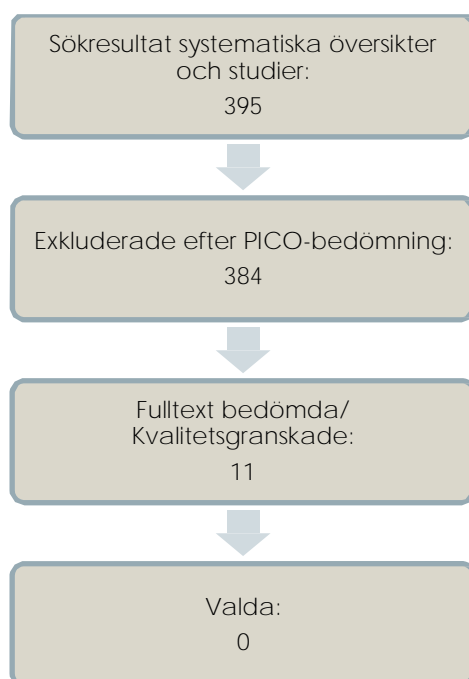 Sökresultat systematiska översikter
och studier:
395
Exkluderade efter PICO-bedömning:
384
Fulltext bedömda/
Kvalitetsgranskade:
11
Valda:
0